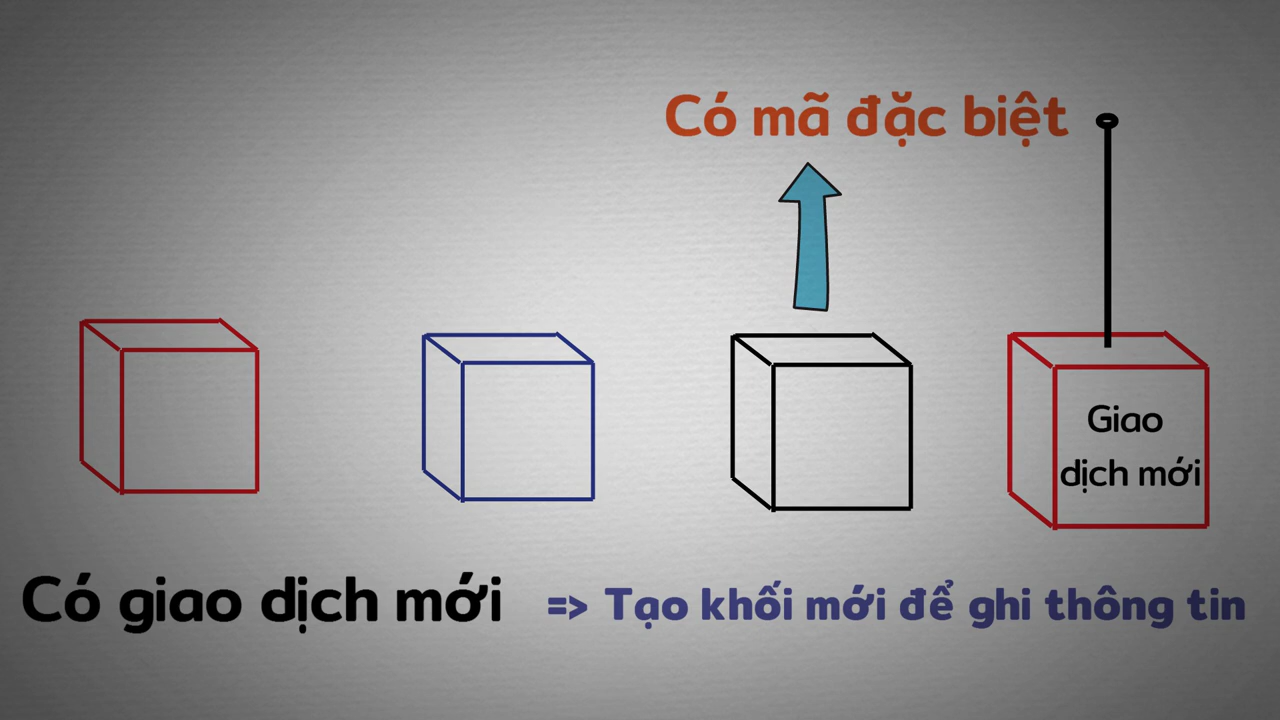 Có mã đặc biệt
Giao
dịch mới
Có giao dịch mới => Tạo khối mới để ghi thông tin